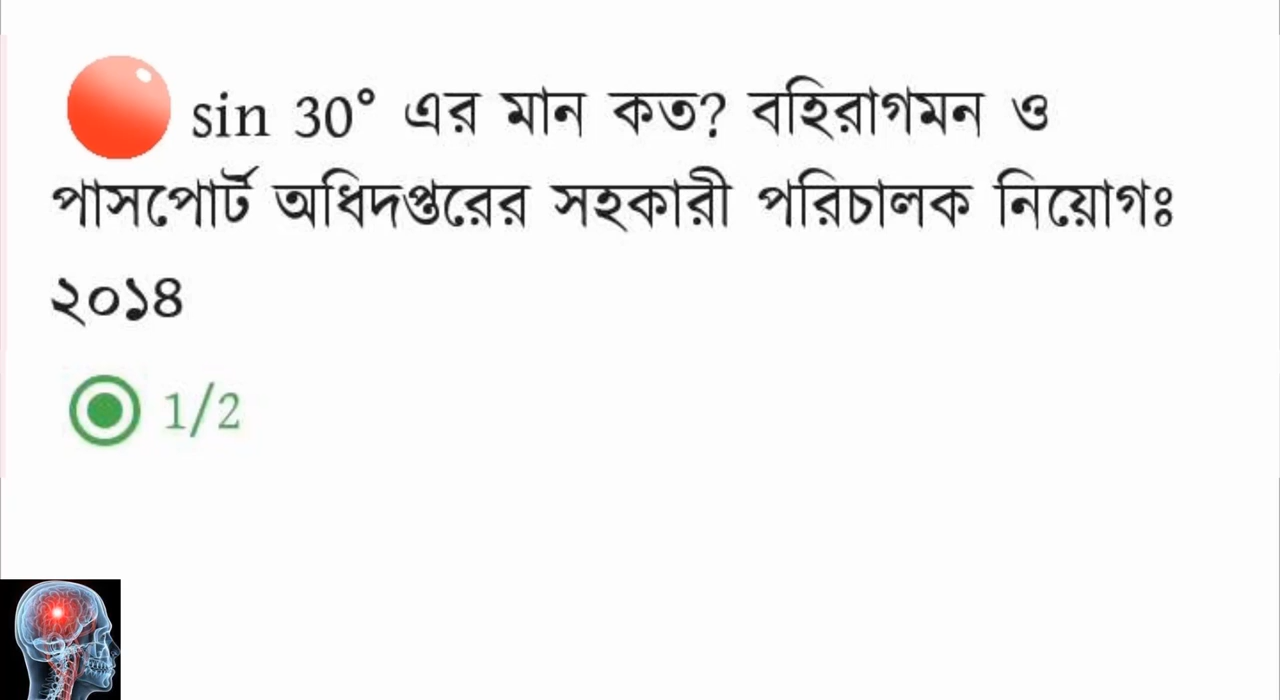 sin 30° এর মান কত? বহিরাগমন ও
পাসপোর্ট অধিদপ্তরের সহকারী পরিচালক নিয়োগঃ
২০১৪
1/2